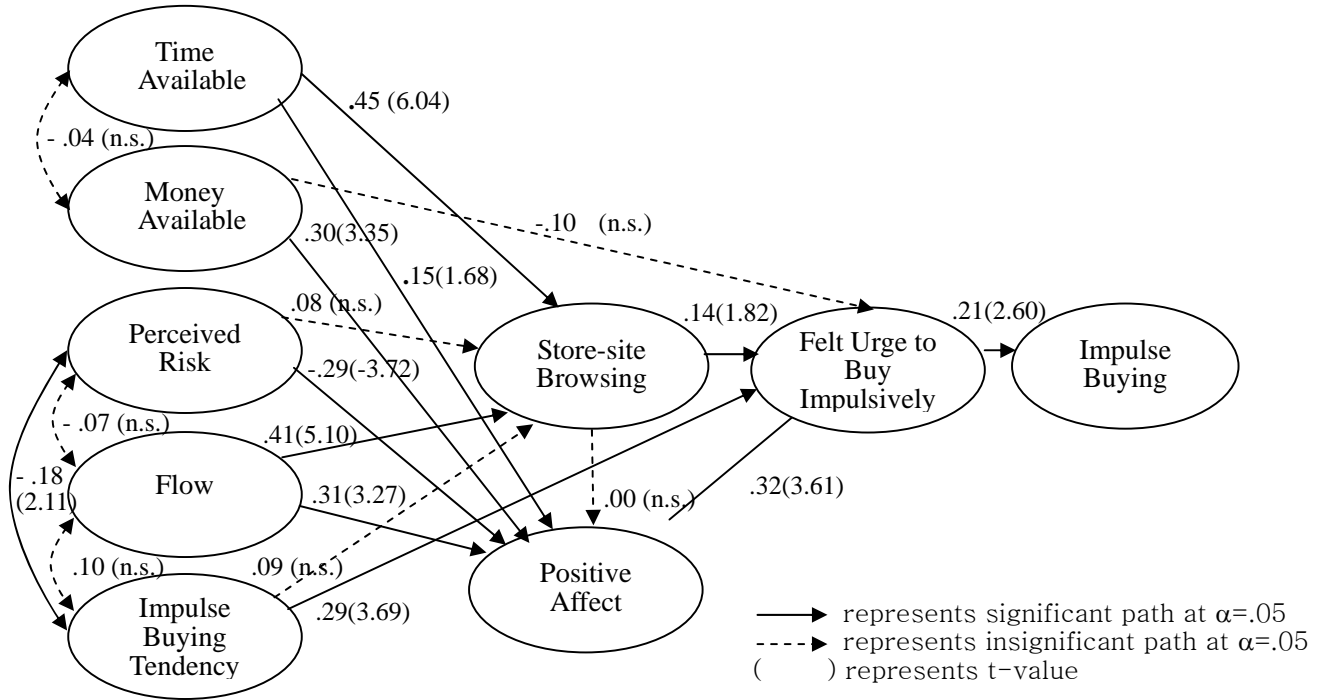 Time
Available
.45 (6.04)
- .04 (n.s.)
Money
Available
-.10 (n.s.)
.30(3.35)
.15(1.68)
.08 (n.s.)
.14(1.82)
.21(2.60)
Perceived
Risk
Store-site
Browsing
Felt Urge to
Buy
Impulsively
Impulse
Buying
-.29(-3.72)
- .07 (n.s.)
.41(5.10)
- .18
(2.11)
Flow
.31(3.27)
.00 (n.s.)
.32(3.61)
.10 (n.s.)
.09 (n.s.)
Positive
Affect
Impulse
Buying
Tendency
.29(3.69)
represents significant path at α=.05
represents insignificant path at α=.05
( ) represents t-value